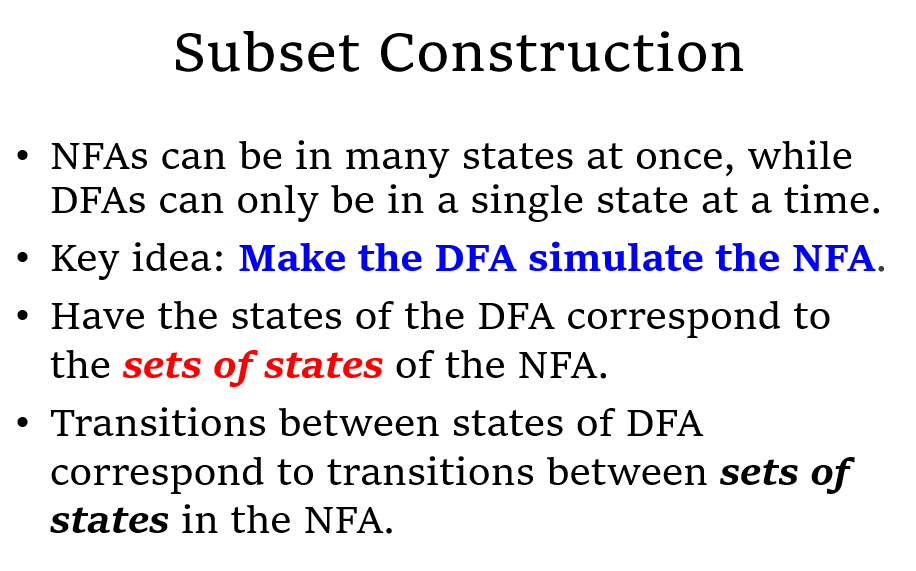 Subset Construction
• NFAs can be in many states at once, while
DFAs can only be in a single state at a time.
• Key idea: Make the DFA simulate the NFA.
• Have the states of the DFA correspond to
the sets of states of the NFA.
• Transitions between states of DFA
correspond to transitions between sets of
states in the NFA.